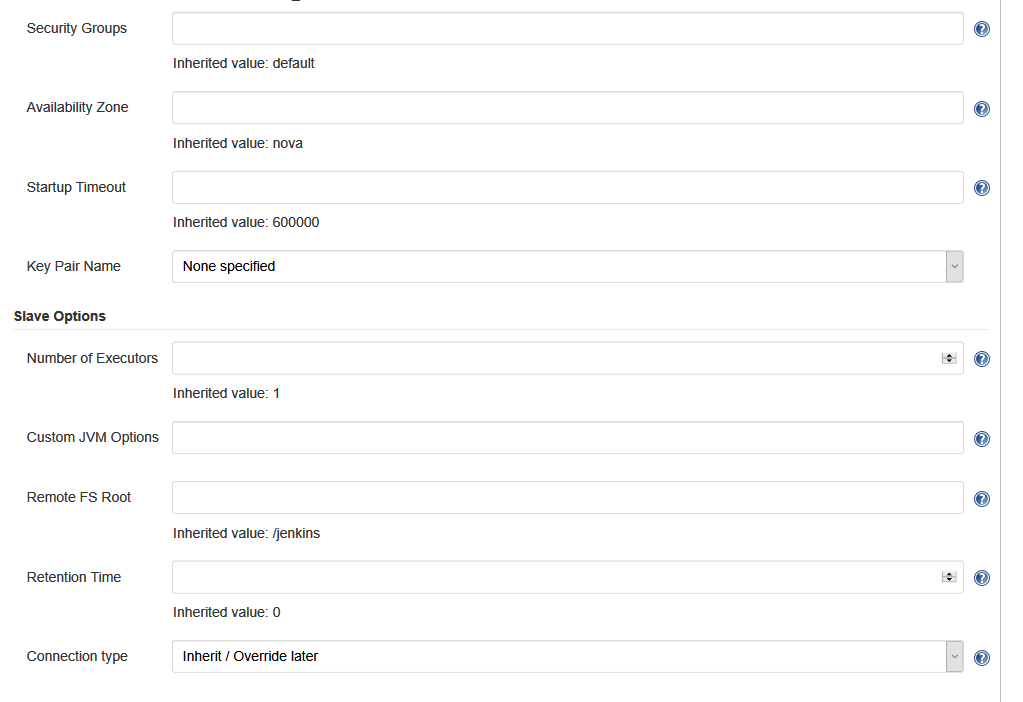 Security Groups
Inherited value: default
Availability Zone
Inherited value: nova
Startup Timeout
Inherited value: 600000
Key Pair Name None specified
Slave Options
Number of Executors
Inherited value: 1
Custom JVM Options
Remote FS Root
Inherited value: /jenkins
Retention Time
Inherited value: 0
Connection type Inherit / Override later